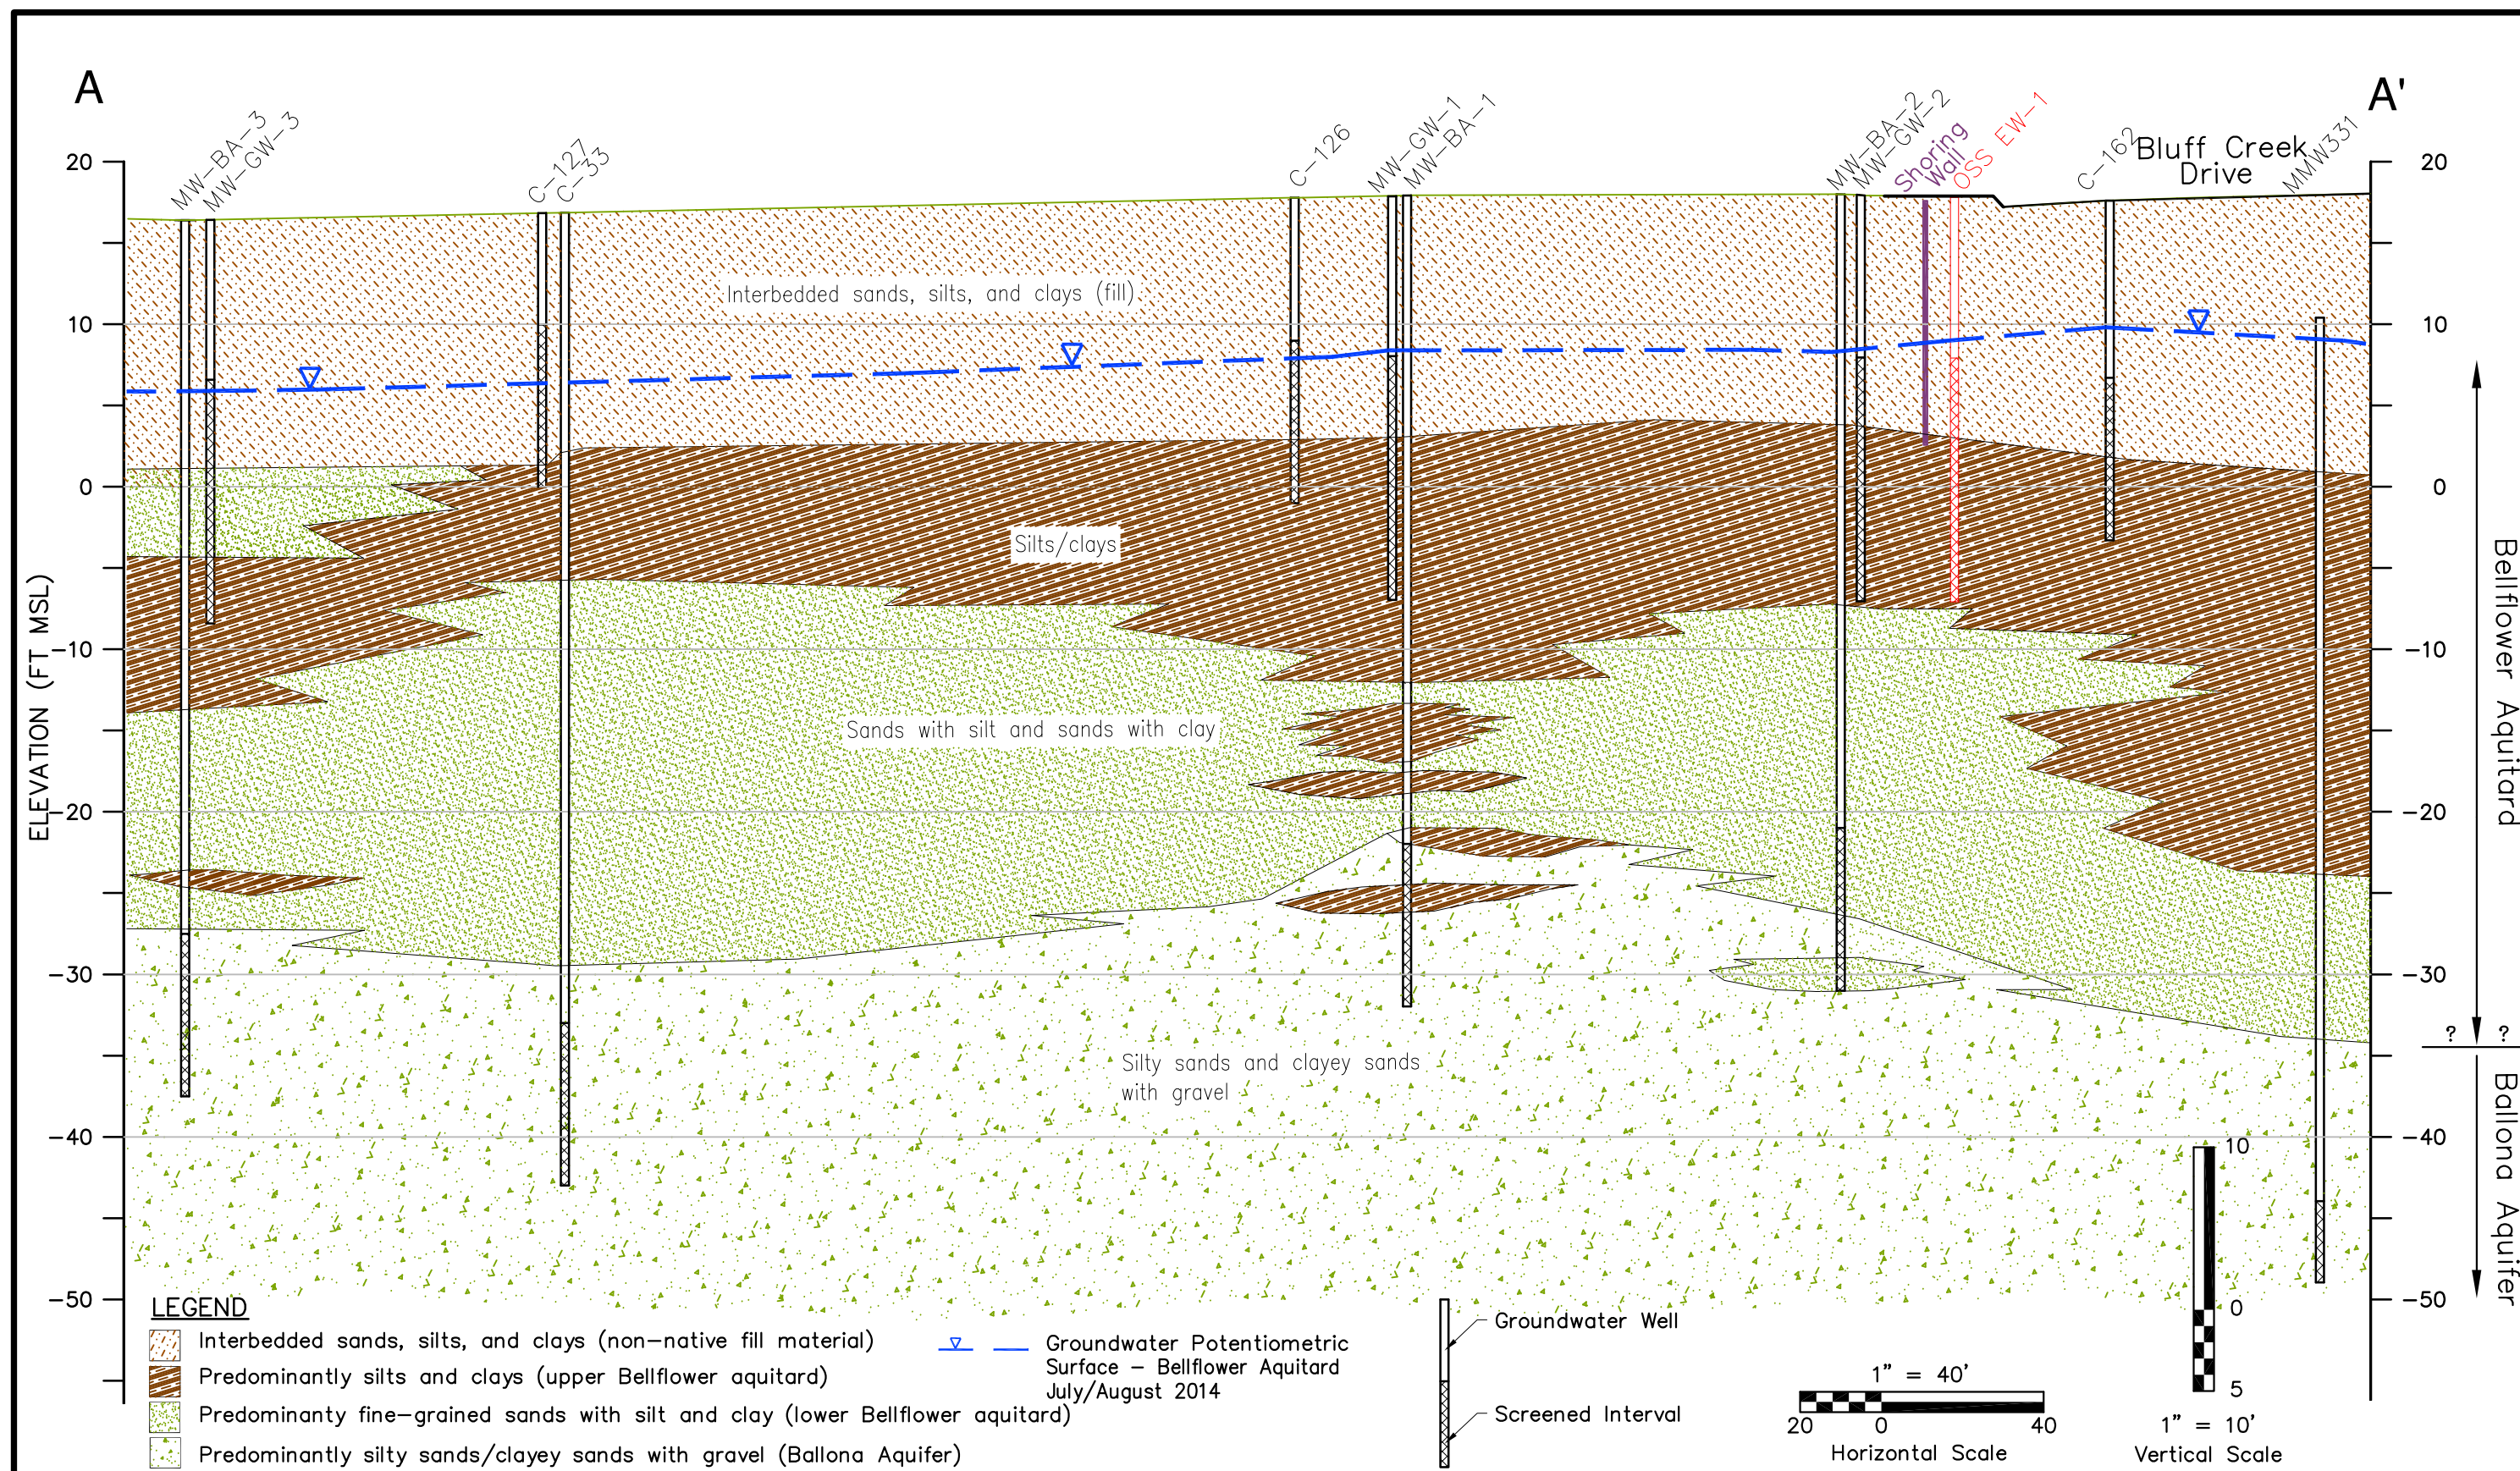 A
A'
MW-BA-3
MW-GW-3
C-127
C-33
C-126
MW-GW-1
MW-BA-1
MW-BA-2
MW-GW-2
Shoring
Wall
OSS EW-1
C-162
Bluff Creek
Drive
MMW331
20
10
0
-10
-20
-30
-40
-50
ELEVATION (FT MSL)
Interbedded sands, silts, and clays (fill)
Silts/clays
Sands with silt and sands with clay
Silty sands and clayey sands
with gravel
20
10
0
-10
-20
-30
-40
-50
Bellflower Aquitard
? ?
Ballona Aquifer
LEGEND
Interbedded sands, silts, and clays (non-native fill material)
Predominantly silts and clays (upper Bellflower aquitard)
Predominanty fine-grained sands with silt and clay (lower Bellflower aquitard)
Predominantly silty sands/clayey sands with gravel (Ballona Aquifer)
Groundwater Potentiometric
Surface - Bellflower Aquitard
July/August 2014
Groundwater Well
Screened Interval
1" = 40'
20 0 40
Horizontal Scale
10
0
5
1" = 10'
Vertical Scale